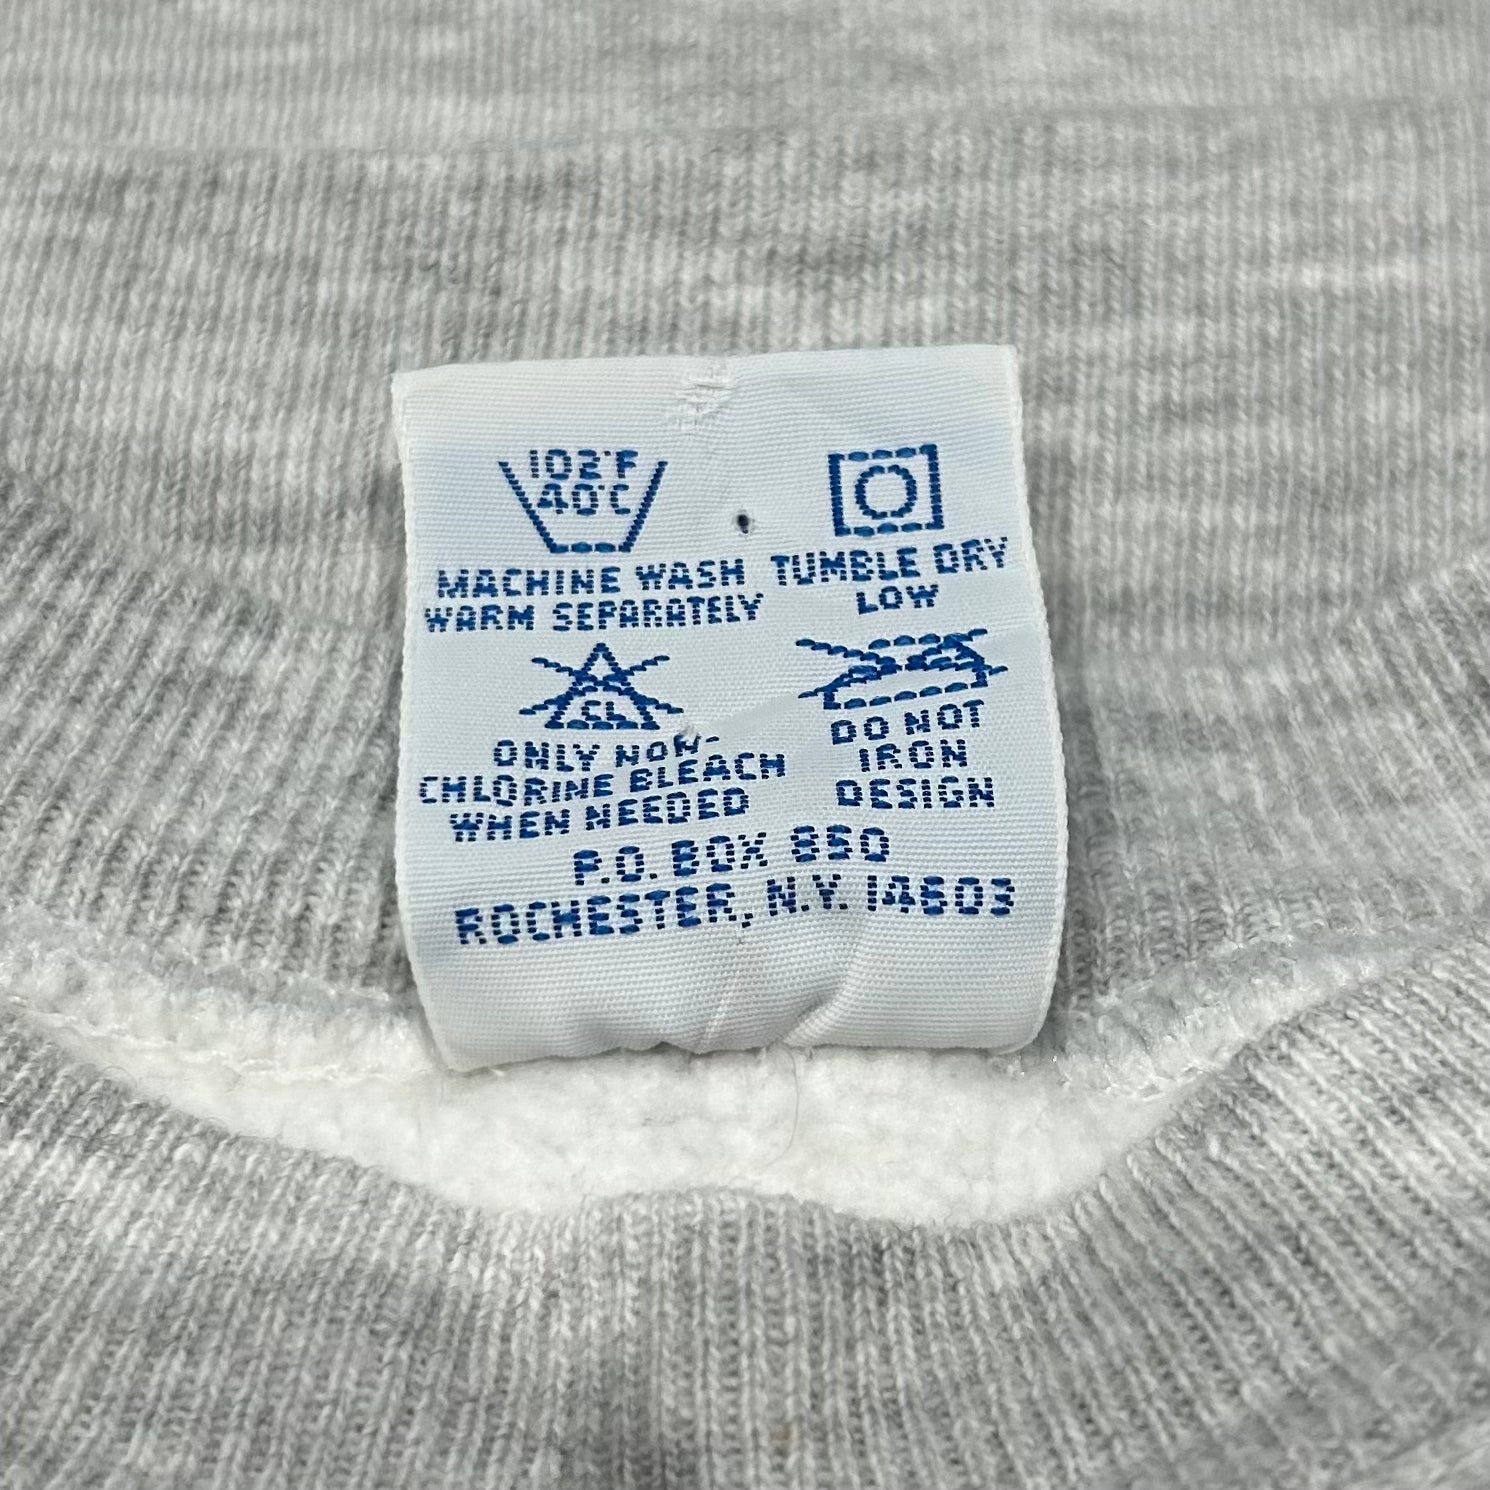 102°F
40°C
MACHINE WASH
WARM SEPARATELY
TUMBLE DRY
LOW
CL
ONLY NON-
CHLORINE BLEACH
WHEN NEEDED
DO NOT
IRON
DESIGN
P.O. BOX 850
ROCHESTER, N.Y. 14603